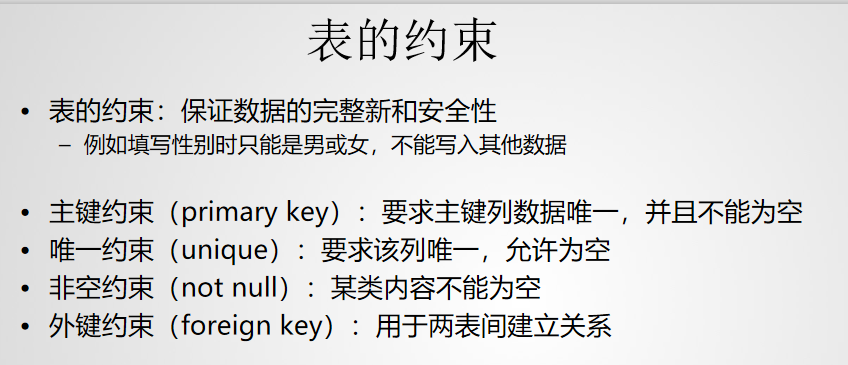 表的约束
• 表的约束：保证数据的完整新和安全性
– 例如填写性别时只能是男或女，不能写入其他数据
• 主键约束（primary key）：要求主键列数据唯一，并且不能为空
• 唯一约束（unique）：要求该列唯一，允许为空
• 非空约束（not null）：某类内容不能为空
• 外键约束（foreign key）：用于两表间建立关系